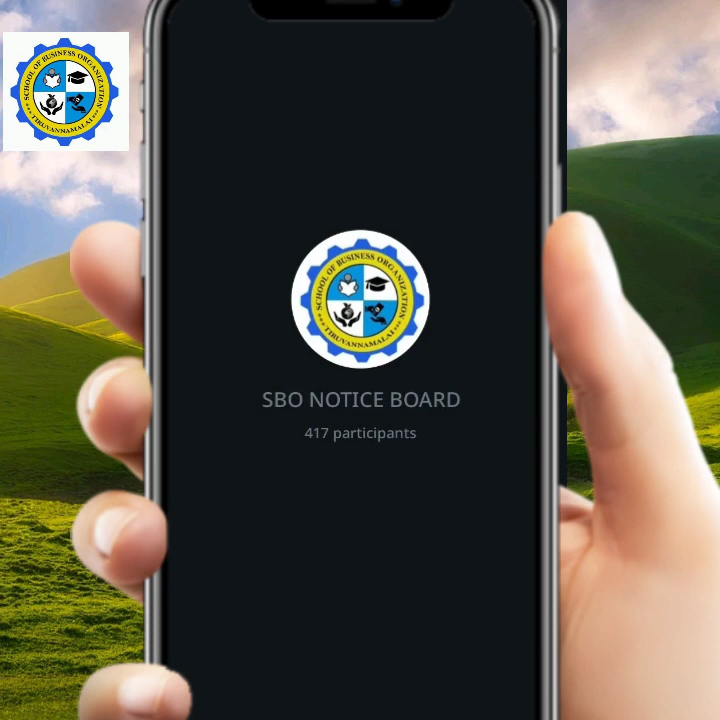 SCHOOL OF BUSINESS ORGANIZATION
TIRUVANNAMALAI
SCHOOL OF BUSINESS ORGANIZATION
TIRUVANNAMALAI
SBO NOTICE BOARD
417 participants